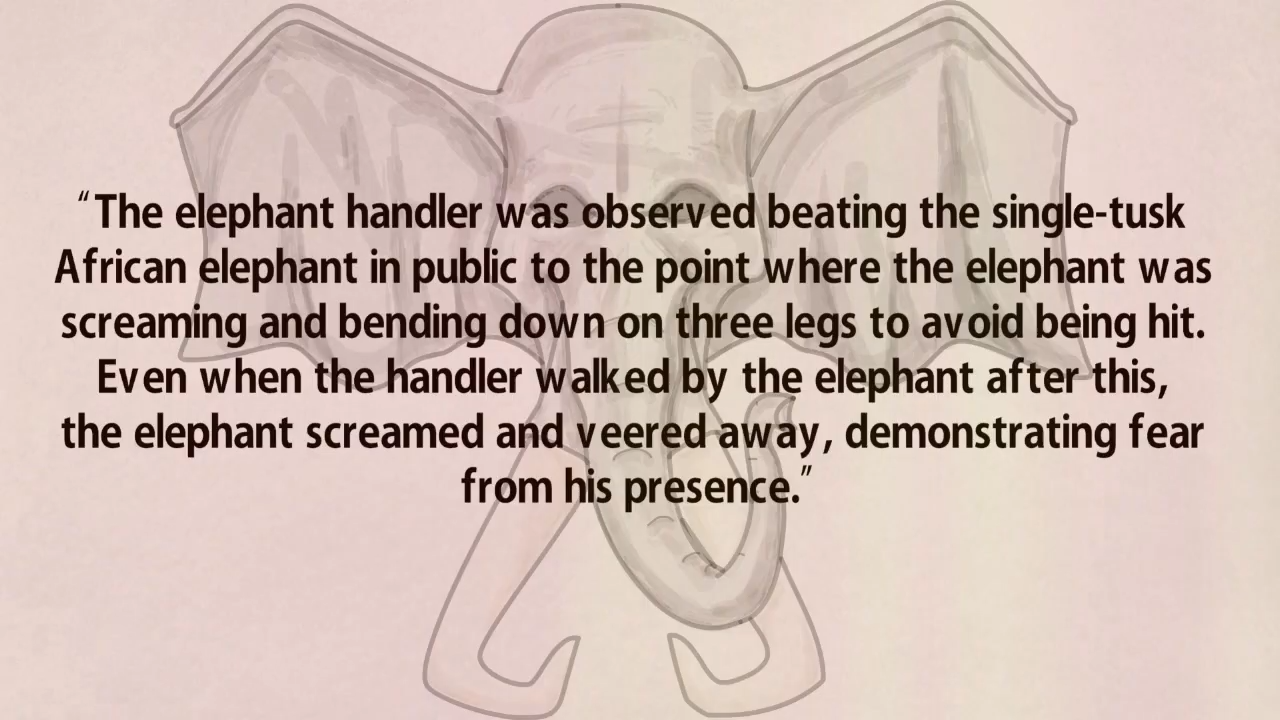 “The elephant handler was observed beating the single-tusk
African elephant in public to the point where the elephant was
screaming and bending down on three legs to avoid being hit.
Even when the handler walked by the elephant after this,
the elephant screamed and veered away, demonstrating fear
from his presence.”